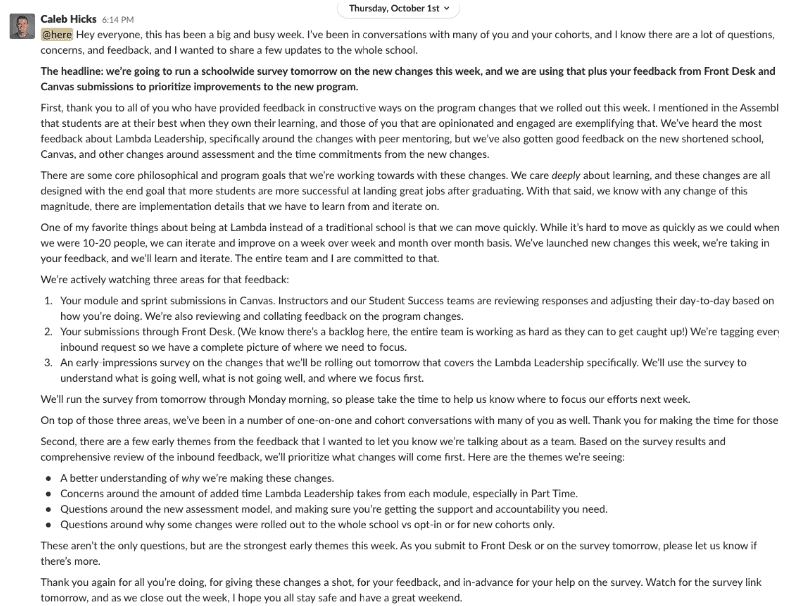 Thursday, October 1st
Caleb Hicks 6:14 PM
@here Hey everyone, this has been a big and busy week. I've been in conversations with many of you and your cohorts, and I know there are a lot of questions,
concerns, and feedback, and I wanted to share a few updates to the whole school.
The headline: we're going to run a schoolwide survey tomorrow on the new changes this week, and we are using that plus your feedback from Front Desk and
Canvas submissions to prioritize improvements to the new program.
First, thank you to all of you who have provided feedback in constructive ways on the program changes that we rolled out this week. I mentioned in the Assembl
that students are at their best when they own their learning, and those of you that are opinionated and engaged are exemplifying that. We've heard the most
feedback about Lambda Leadership, specifically around the changes with peer mentoring, but we've also gotten good feedback on the new shortened school,
Canvas, and other changes around assessment and the time commitments from the new changes.
There are some core philosophical and program goals that we're working towards with these changes. We care deeply about learning, and these changes are all
designed with the end goal that more students are more successful at landing great jobs after graduating. With that said, we know with any change of this
magnitude, there are implementation details that we have to learn from and iterate on.
One of my favorite things about being at Lambda instead of a traditional school is that we can move quickly. While it's hard to move as quickly as we could when
we were 10-20 people, we can iterate and improve on a week over week and month over month basis. We've launched new changes this week, we're taking in
your feedback, and we'll learn and iterate. The entire team and I are committed to that.
We're actively watching three areas for that feedback:
1. Your module and sprint submissions in Canvas. Instructors and our Student Success teams are reviewing responses and adjusting their day-to-day based on
how you're doing. We're also reviewing and collating feedback on the program changes.
2. Your submissions through Front Desk. (We know there's a backlog here, the entire team is working as hard as they can to get caught up!) We're tagging every
inbound request so we have a complete picture of where we need to focus.
3. An early-impressions survey on the changes that we'll be rolling out tomorrow that covers the Lambda Leadership specifically. We'll use the survey to
understand what is going well, what is not going well, and where we focus first.
We'll run the survey from tomorrow through Monday morning, so please take the time to help us know where to focus our efforts next week.
On top of those three areas, we've been in a number of one-on-one and cohort conversations with many of you as well. Thank you for making the time for those
Second, there are a few early themes from the feedback that I wanted to let you know we're talking about as a team. Based on the survey results and
comprehensive review of the inbound feedback, we'll prioritize what changes will come first. Here are the themes we're seeing:
• A better understanding of why we're making these changes.
• Concerns around the amount of added time Lambda Leadership takes from each module, especially in Part Time.
• Questions around the new assessment model, and making sure you're getting the support and accountability you need.
• Questions around why some changes were rolled out to the whole school vs opt-in or for new cohorts only.
These aren't the only questions, but are the strongest early themes this week. As you submit to Front Desk or on the survey tomorrow, please let us know if
there's more.
Thank you again for all you're doing, for giving these changes a shot, for your feedback, and in-advance for your help on the survey. Watch for the survey link
tomorrow, and as we close out the week, I hope you all stay safe and have a great weekend.